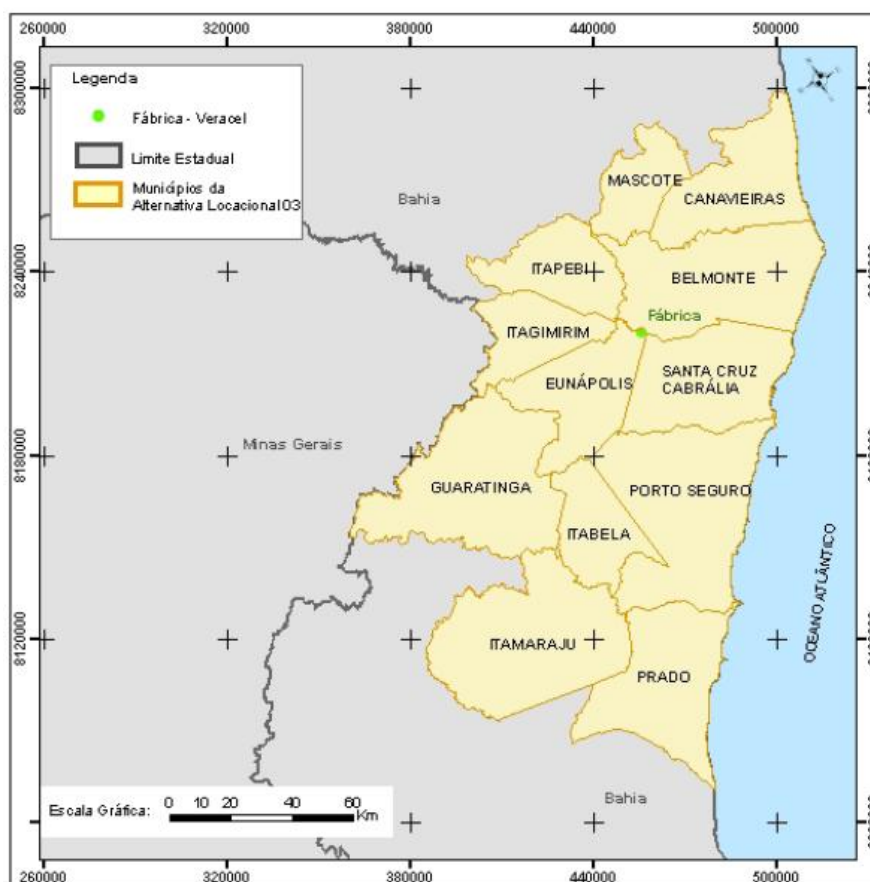 260000 320000 380000 440000 500000
Legenda
Fábrica - Veracel
Limite Estadual
Municípios da
Alternativa Locacional 03
8300000
Bahia
MASCOTE
CANAVIEIRAS
8240000
ITAPEBI
BELMONTE
Fábrica
ITAGIMIRIM
EUNÁPOLIS
SANTA CRUZ
CABRÁLIA
Minas Gerais
8180000
GUARATINGA
PORTO SEGURO
ITABELA
OCEANO ATLÂNTICO
8120000
ITAMARAJU
PRADO
Bahia
Escala Gráfica:
0 10 20 40 60
Km
260000 320000 380000 440000 500000